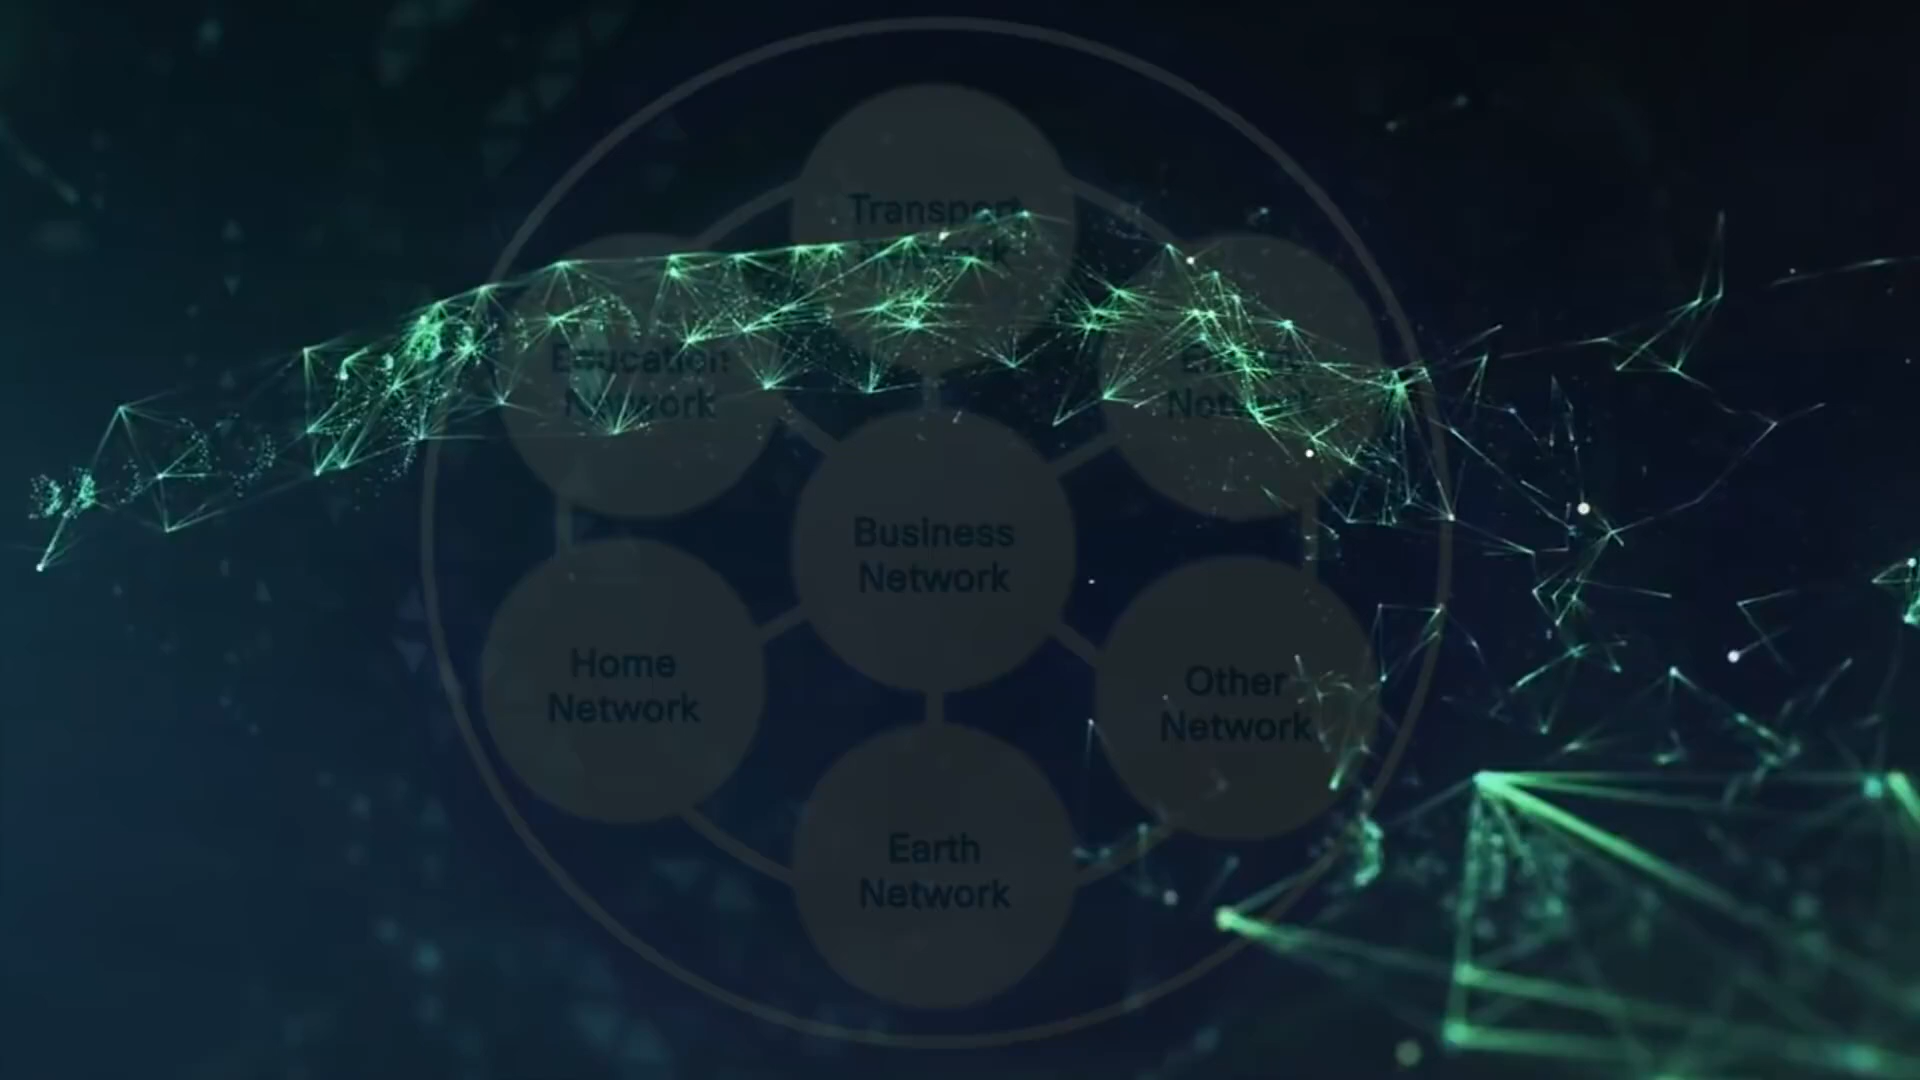 Transport
Education
Network
Business
Network
Home
Network
Other
Network
Earth
Network